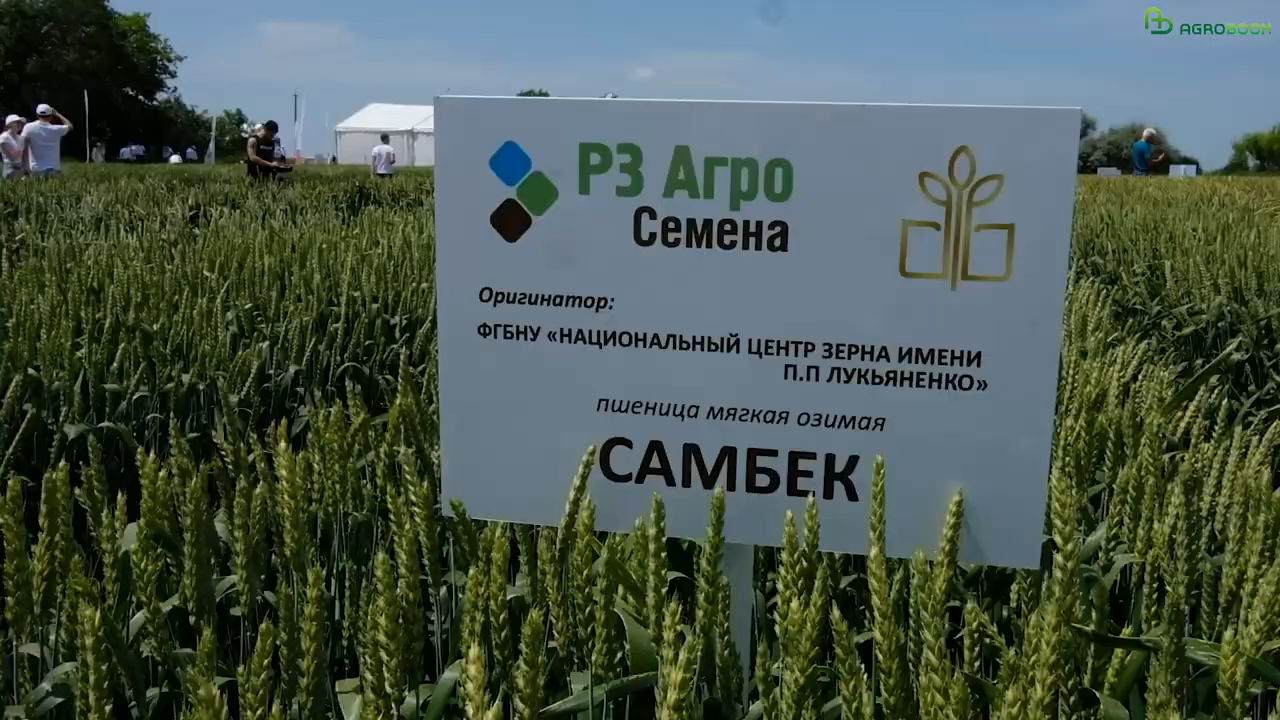 AGROBOOK
РЗ Агро
Семена
Оригинатор:
ФГБНУ «НАЦИОНАЛЬНЫЙ ЦЕНТР ЗЕРНА ИМЕНИ
П.П ЛУКЬЯНЕНКО»
пшеница мягкая озимая
САМБЕК